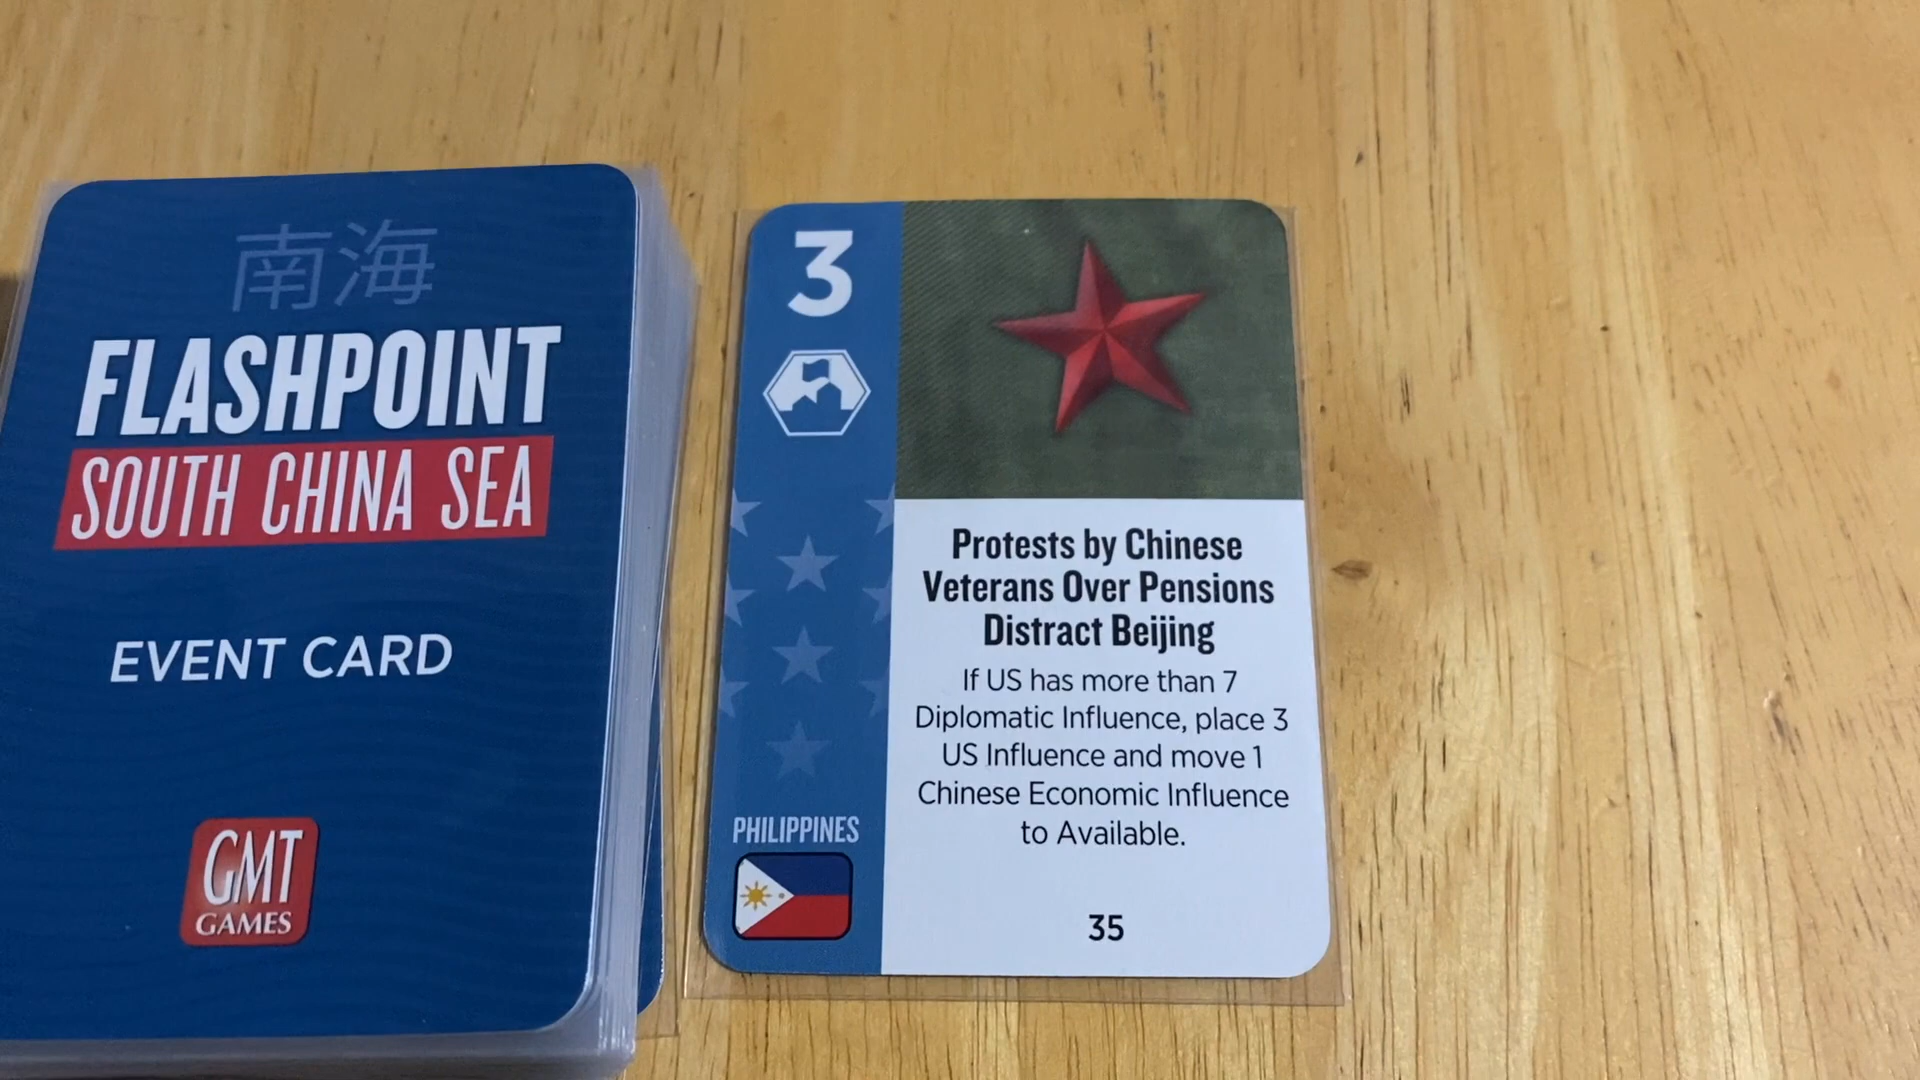 南海
FLASHPOINT
SOUTH CHINA SEA
EVENT CARD
GMT
GAMES
3
Protests by Chinese
Veterans Over Pensions
Distract Beijing
If US has more than 7
Diplomatic Influence, place 3
US Influence and move 1
Chinese Economic Influence
to Available.
PHILIPPINES
35